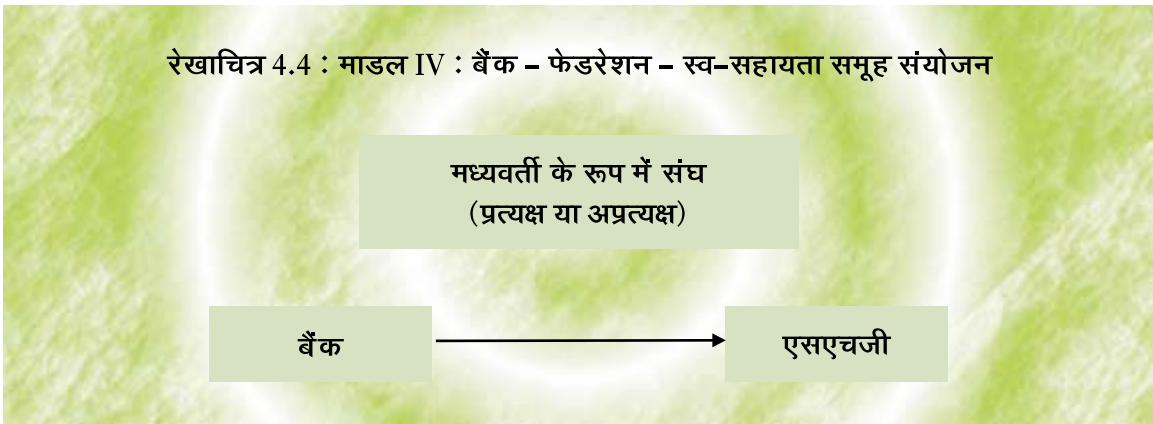 रेखाचित्र 4.4 : माडल IV : बैंक – फेडरेशन – स्व–सहायता समूह संयोजन
मध्यवर्ती के रूप में संघ
(प्रत्यक्ष या अप्रत्यक्ष)
बैंक
एसएचजी